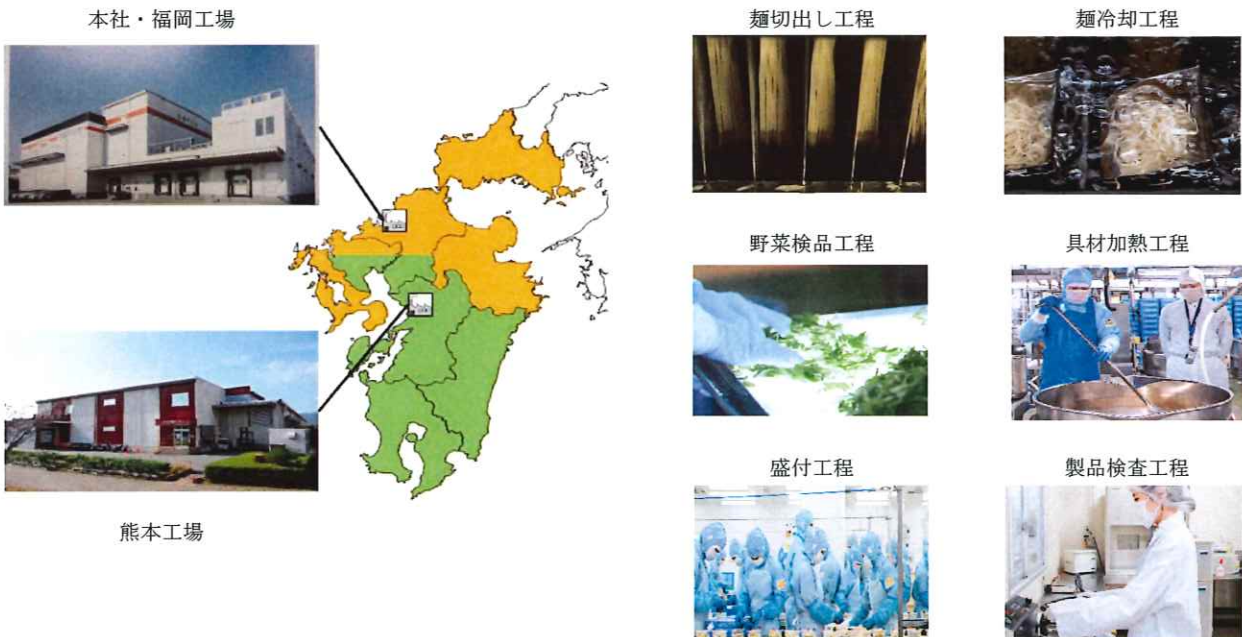 本社・福岡工場
熊本工場
麺切出し工程
麺冷却工程
野菜検品工程
具材加熱工程
盛付工程
製品検査工程